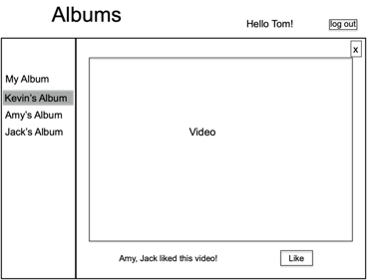 Albums
Hello Tom!
log out
x
My Album
Kevin's Album
Amy's Album
Jack's Album
Video
Amy, Jack liked this video!
Like